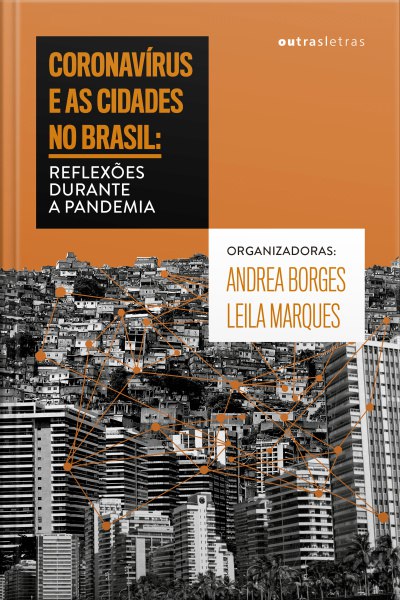 outrasletras
CORONAVÍRUS
E AS CIDADES
NO BRASIL:
REFLEXÕES
DURANTE
A PANDEMIA
ORGANIZADORAS:
ANDREA BORGES
LEILA MARQUES